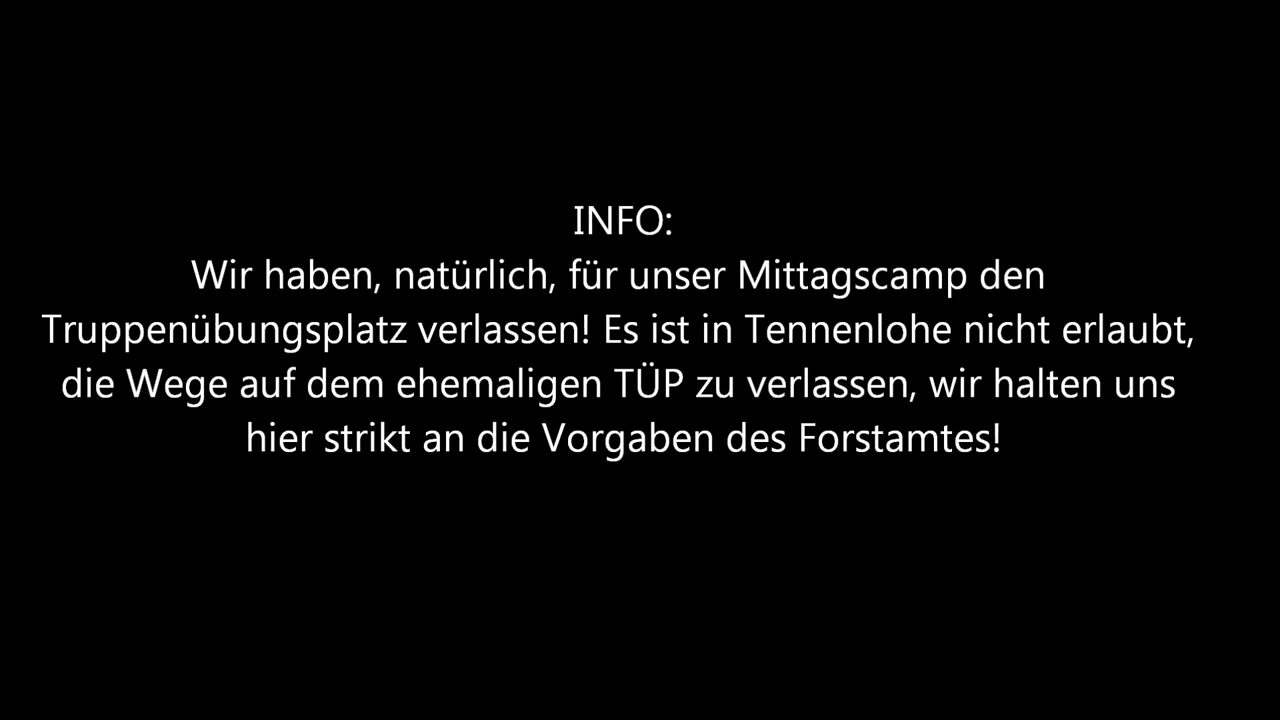 INFO:
Wir haben, natürlich, für unser Mittagscamp den
Truppenübungsplatz verlassen! Es ist in Tennenlohe nicht erlaubt,
die Wege auf dem ehemaligen TÜP zu verlassen, wir halten uns
hier strikt an die Vorgaben des Forstamtes!